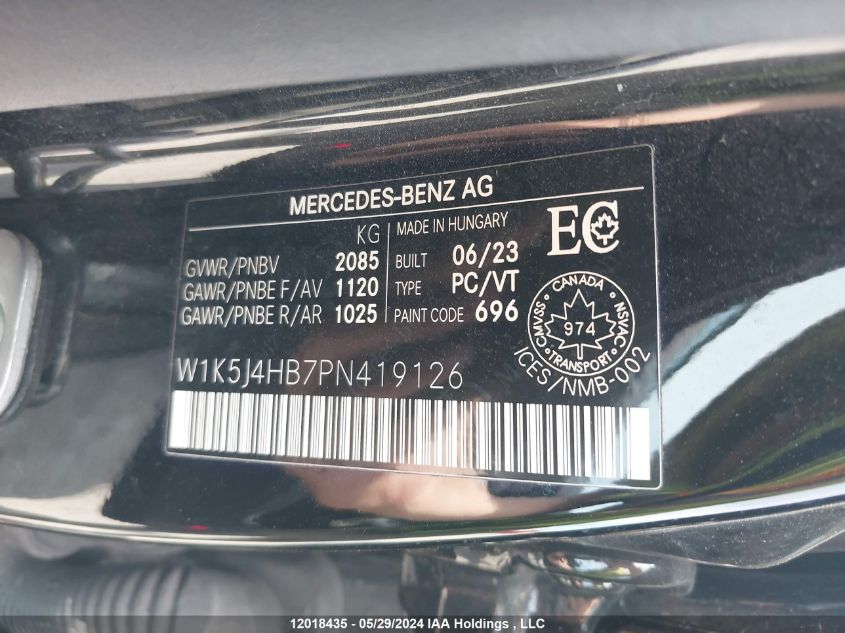 MERCEDES-BENZ AG
KG
GVWR/PNBV 2085
GAWR/PNBE F/AV 1120
GAWR/PNBE R/AR 1025
MADE IN HUNGARY
BUILT 06/23
TYPE PC/VT
PAINT CODE 696
EC
CANADA
CMVSS 974 NSVAC
TRANSPORT
ICES/NMB-002
W1K5J4HB7PN419126
12018435 - 05/29/2024 IAA Holdings , LLC